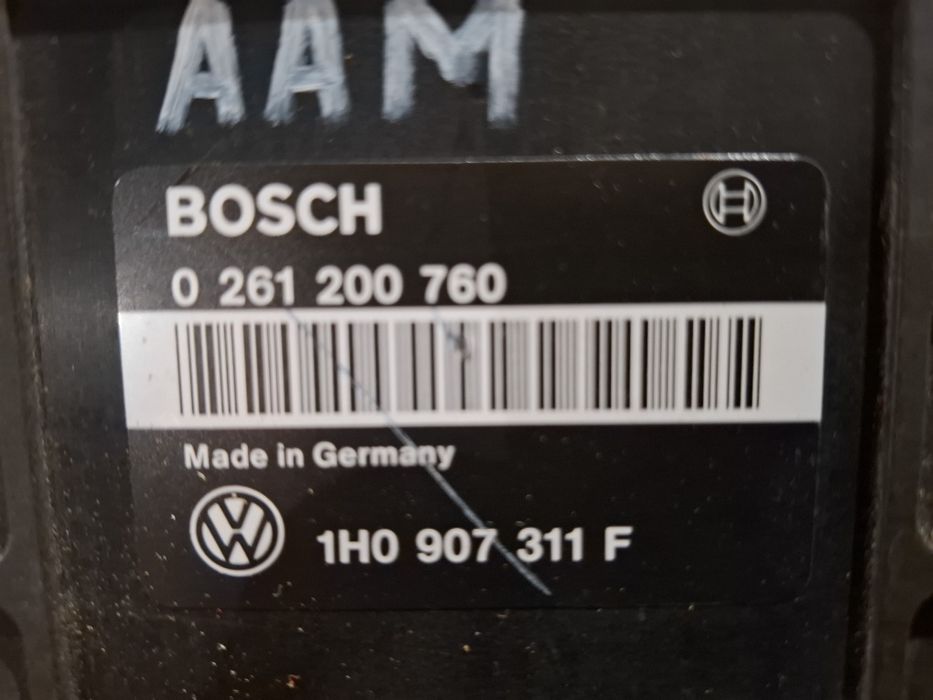 AAM
BOSCH
0 261 200 760
Made in Germany
1H0 907 311 F